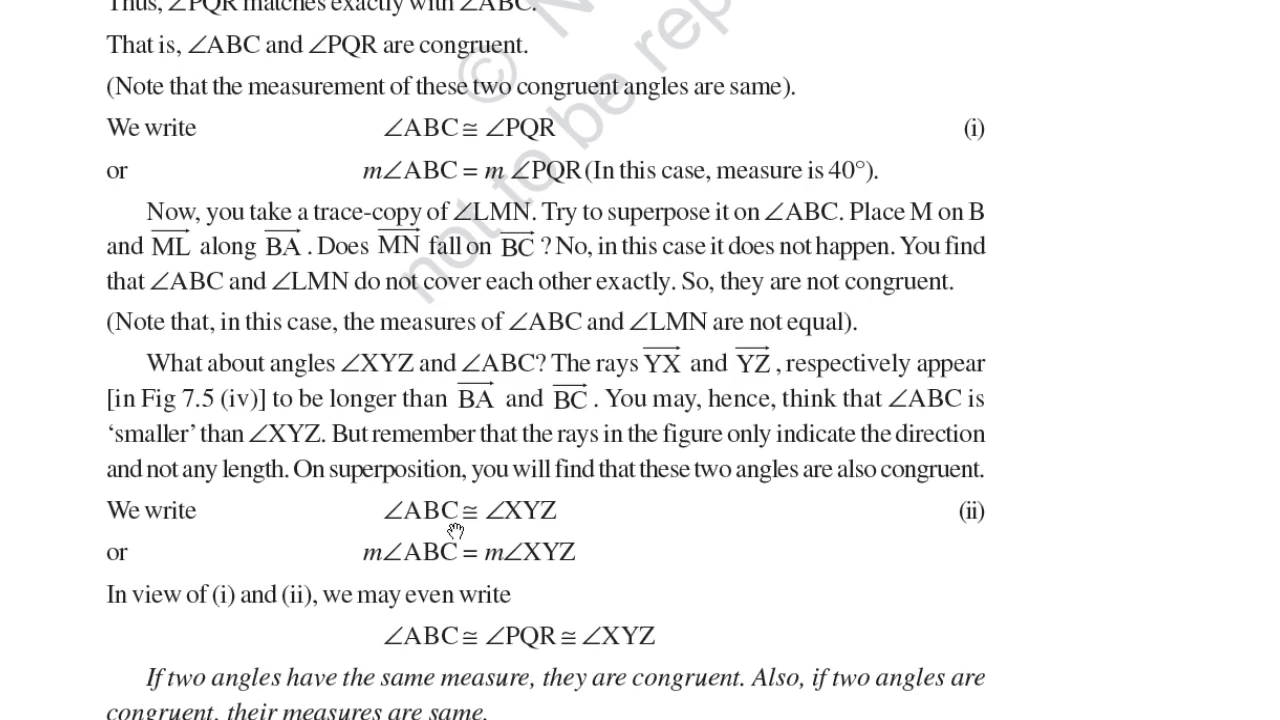 Thus, ∠PQR matches exactly with ∠ABC.
That is, ∠ABC and ∠PQR are congruent.
(Note that the measurement of these two congruent angles are same).
We write ∠ABC ≅ ∠PQR (i)
or m∠ABC = m ∠PQR (In this case, measure is 40°).
Now, you take a trace-copy of ∠LMN. Try to superpose it on ∠ABC. Place M on B
and ML along BA . Does MN fall on BC ? No, in this case it does not happen. You find
that ∠ABC and ∠LMN do not cover each other exactly. So, they are not congruent.
(Note that, in this case, the measures of ∠ABC and ∠LMN are not equal).
What about angles ∠XYZ and ∠ABC? The rays YX and YZ , respectively appear
[in Fig 7.5 (iv)] to be longer than BA and BC . You may, hence, think that ∠ABC is
‘smaller’ than ∠XYZ. But remember that the rays in the figure only indicate the direction
and not any length. On superposition, you will find that these two angles are also congruent.
We write ∠ABC ≅ ∠XYZ (ii)
or m∠ABC = m∠XYZ
In view of (i) and (ii), we may even write
∠ABC ≅ ∠PQR ≅ ∠XYZ
If two angles have the same measure, they are congruent. Also, if two angles are
congruent, their measures are same.
© N
not to be rep